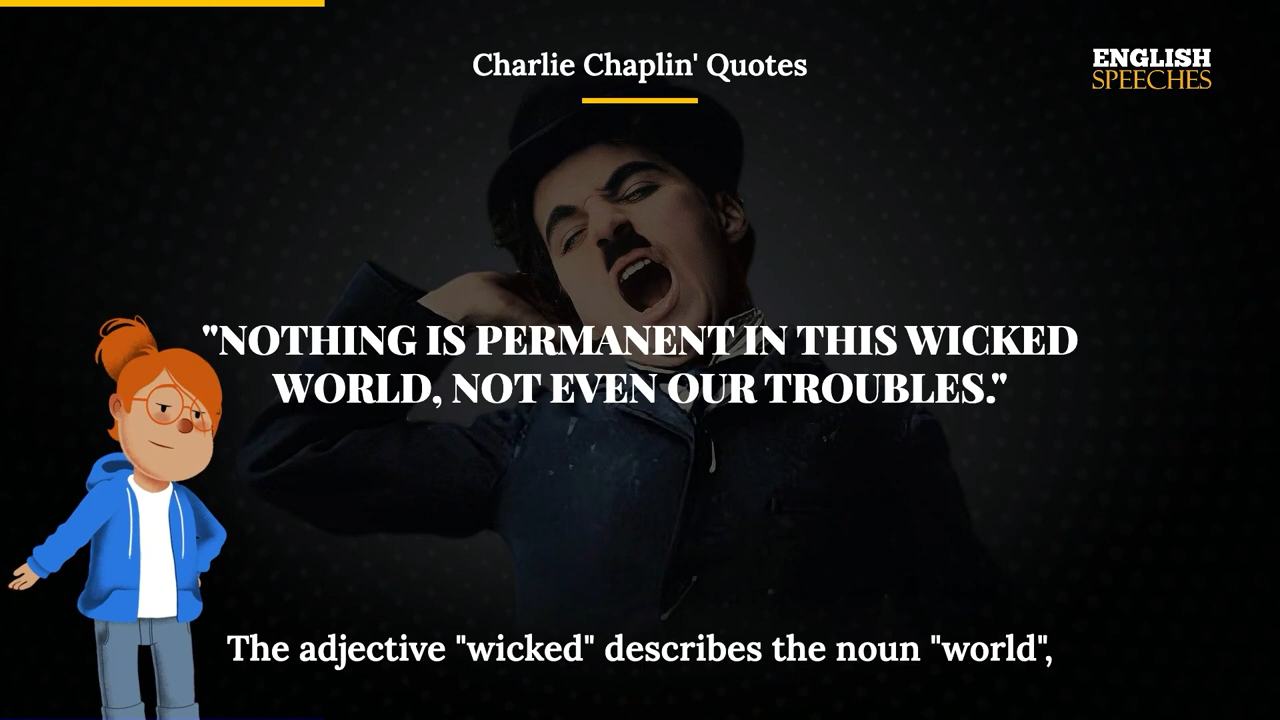 Charlie Chaplin' Quotes
ENGLISH
SPEECHES
"NOTHING IS PERMANENT IN THIS WICKED
WORLD, NOT EVEN OUR TROUBLES."
The adjective "wicked" describes the noun "world",